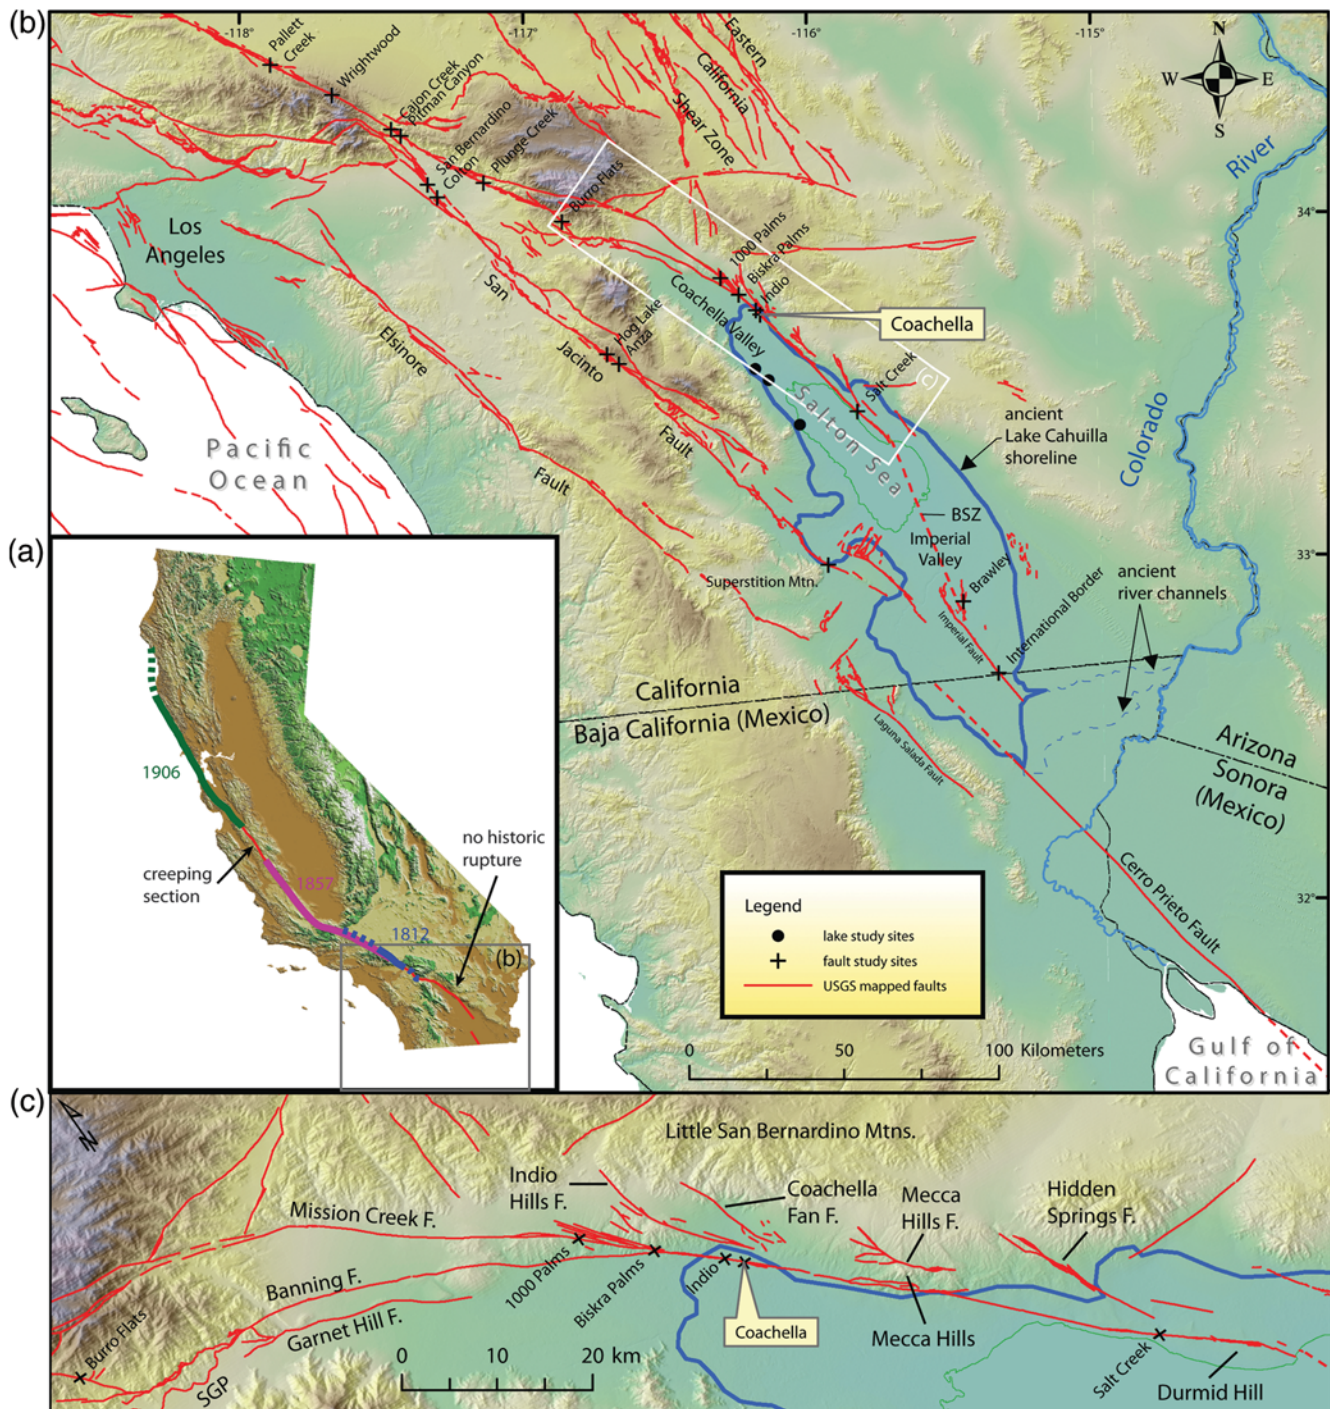 (b)
-118°
-117°
-116°
-115°
N
W
E
S
Pallett
Creek
Wrightwood
Cajon Creek
Pitman Canyon
San Bernardino
Colton
Plunge Creek
Burro Flats
Eastern
California
Shear Zone
River
34°
Los
Angeles
1000 Palms
Biskra Palms
Indio
Coachella
San
Coachella Valley
Hog Lake
Anza
Elsinore
Jacinto
(c)
Salt Creek
Salton Sea
ancient
Lake Cahuilla
shoreline
Colorado
Pacific
Ocean
Fault
Fault
BSZ
Imperial
Valley
33°
Superstition Mtn.
Brawley
ancient
river channels
International Border
Imperial Fault
California
Baja California (Mexico)
Laguna Salada Fault
Arizona
Sonora
(Mexico)
Cerro Prieto Fault
32°
Legend
lake study sites
fault study sites
USGS mapped faults
0
50
100 Kilometers
Gulf of
California
(a)
1906
creeping
section
1857
no historic
rupture
1812
(b)
(c)
N
Little San Bernardino Mtns.
Indio
Hills F.
Coachella
Fan F.
Mecca
Hills F.
Hidden
Springs F.
Mission Creek F.
1000 Palms
Biskra Palms
Indio
Banning F.
Burro Flats
Garnet Hill F.
Coachella
Mecca Hills
SGP
0
10
20 km
Salt Creek
Durmid Hill